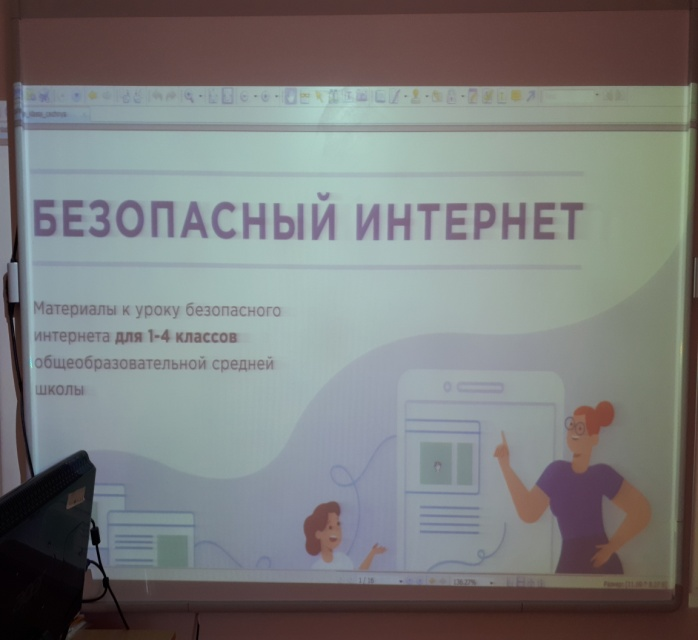 БЕЗОПАСНЫЙ ИНТЕРНЕТ
Материалы к уроку безопасного
интернета для 1-4 классов
общеобразовательной средней
школы